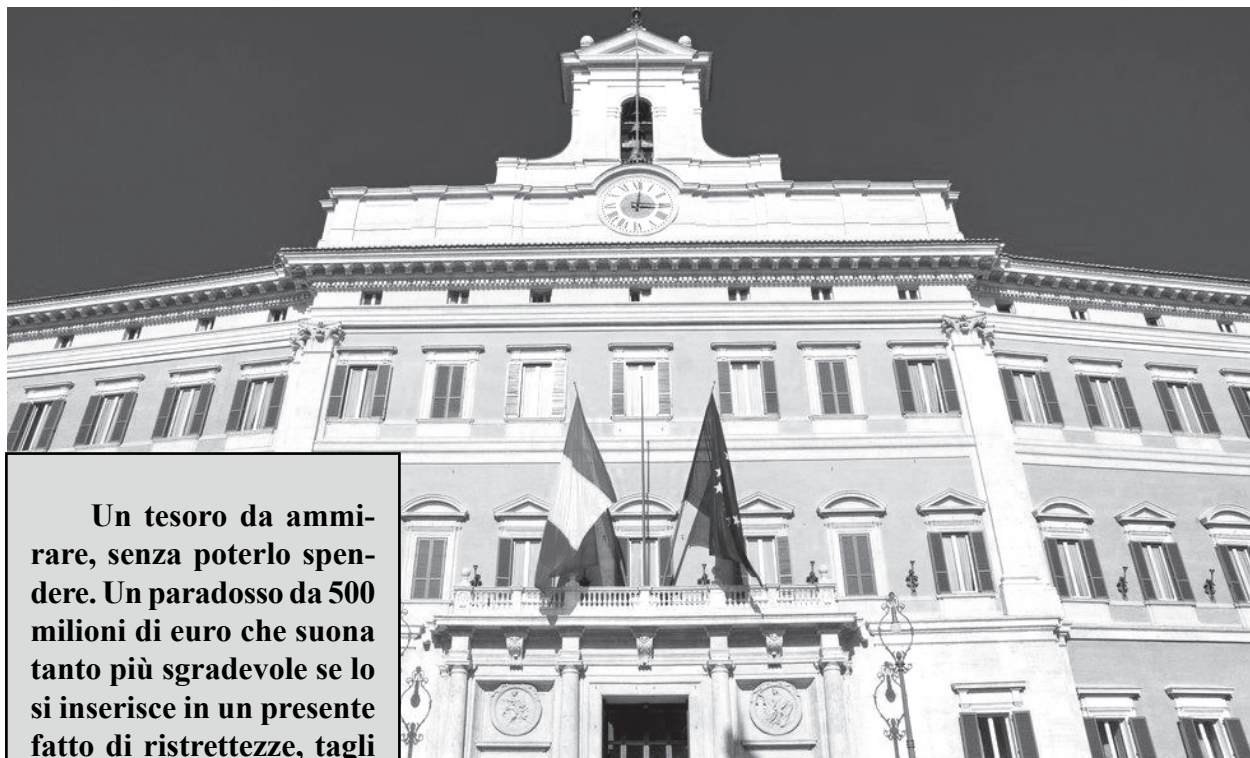 Un tesoro da ammi-
rare, senza poterlo spen-
dere. Un paradosso da 500
milioni di euro che suona
tanto più sgradevole se lo
si inserisce in un presente
fatto di ristrettezze, tagli